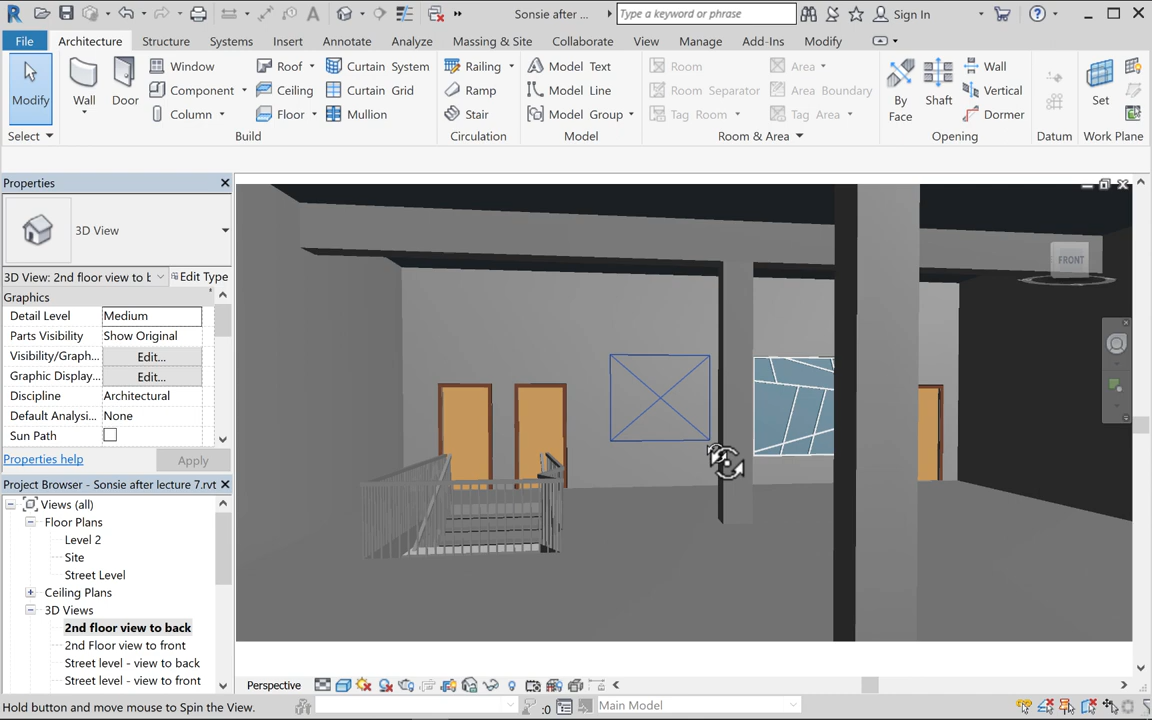 Sonsie after ...
Type a keyword or phrase
Sign In
File
Architecture
Structure
Systems
Insert
Annotate
Analyze
Massing & Site
Collaborate
View
Manage
Add-Ins
Modify
Modify
Wall
Door
Window
Component
Column
Roof
Ceiling
Floor
Curtain System
Curtain Grid
Mullion
Railing
Ramp
Stair
Model Text
Model Line
Model Group
Room
Room Separator
Tag Room
Area
Area Boundary
Tag Area
By Face
Shaft
Wall
Vertical
Dormer
Set
Select
Build
Circulation
Model
Room & Area
Opening
Datum
Work Plane
Properties
3D View
3D View: 2nd floor view to b
Edit Type
Graphics
Detail Level Medium
Parts Visibility Show Original
Visibility/Graph... Edit...
Graphic Display... Edit...
Discipline Architectural
Default Analysi... None
Sun Path
Properties help
Apply
Project Browser - Sonsie after lecture 7.rvt
Views (all)
Floor Plans
Level 2
Site
Street Level
Ceiling Plans
3D Views
2nd floor view to back
2nd Floor view to front
Street level - view to back
Street level - view to front
FRONT
Perspective
Hold button and move mouse to Spin the View.
:0
Main Model